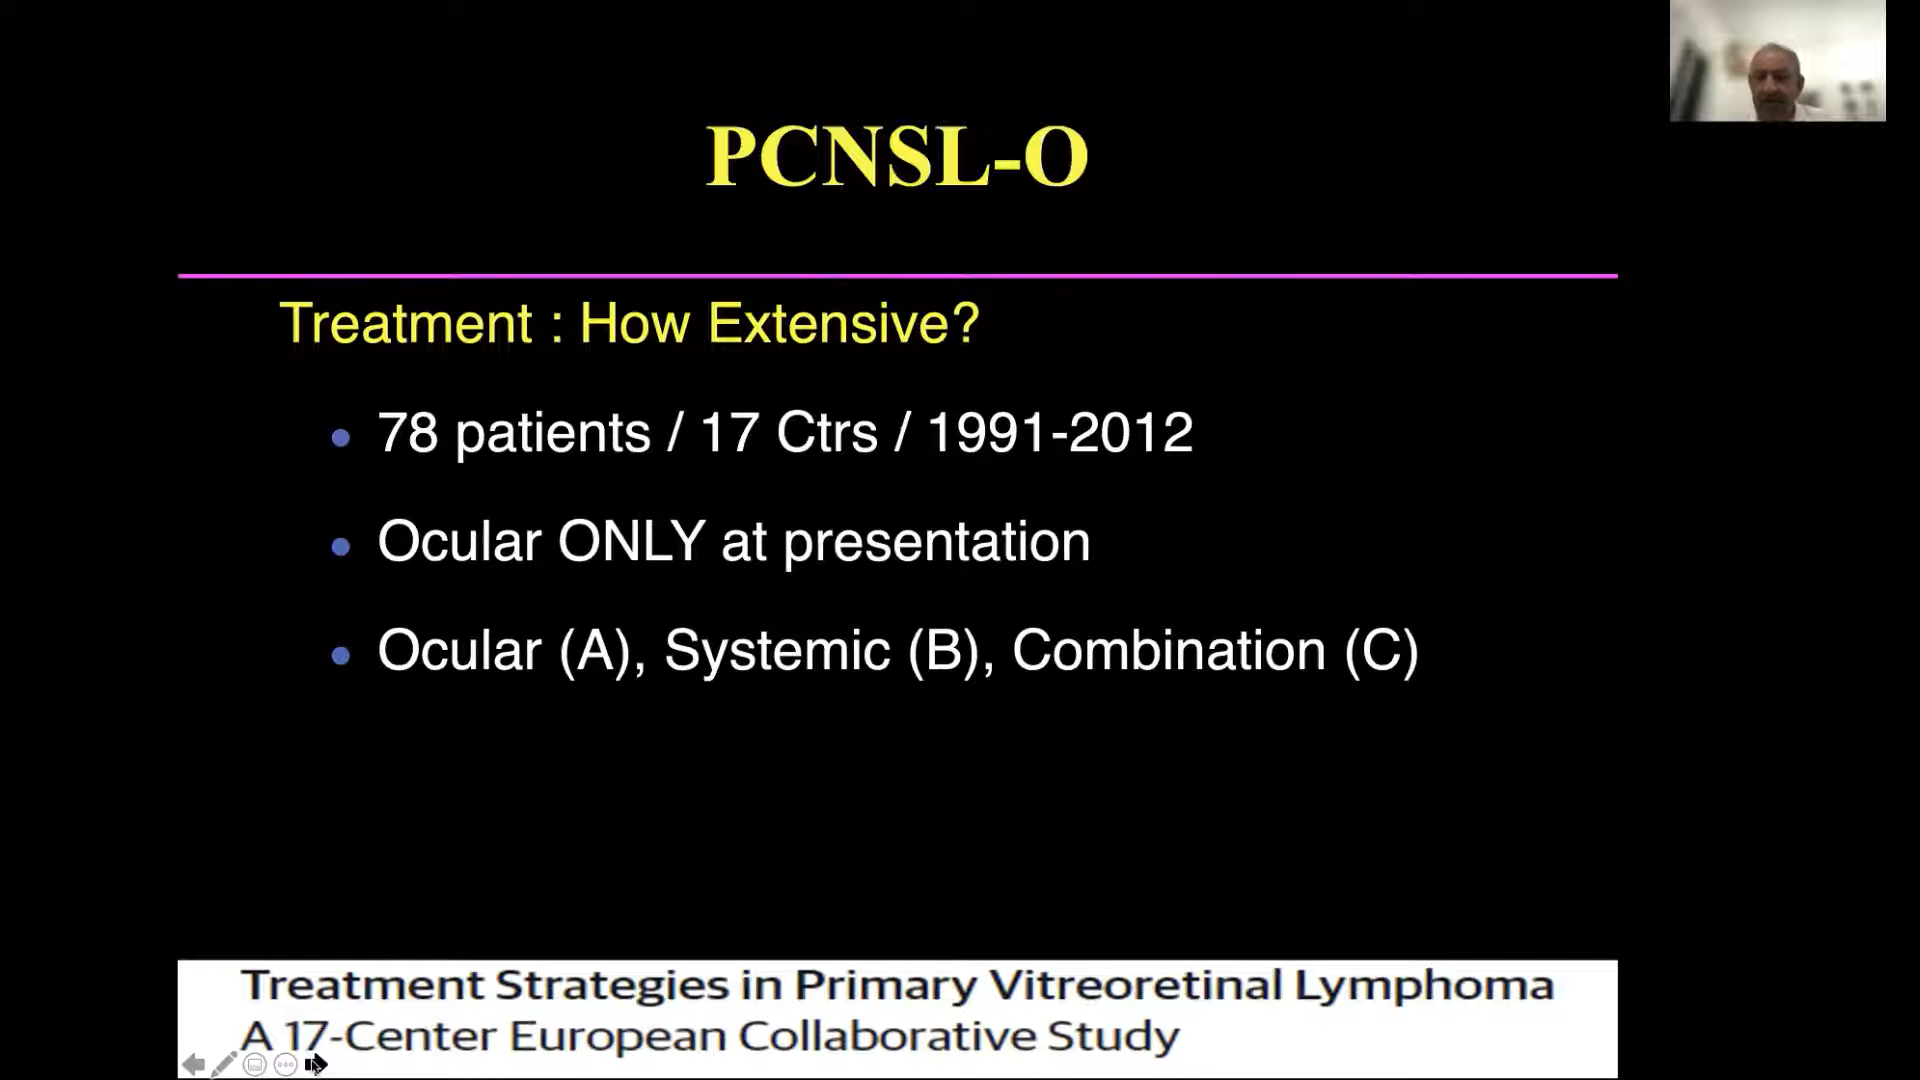 PCNSL-O
Treatment : How Extensive?
78 patients / 17 Ctrs / 1991-2012
Ocular ONLY at presentation
Ocular (A), Systemic (B), Combination (C)
Treatment Strategies in Primary Vitreoretinal Lymphoma
A 17-Center European Collaborative Study